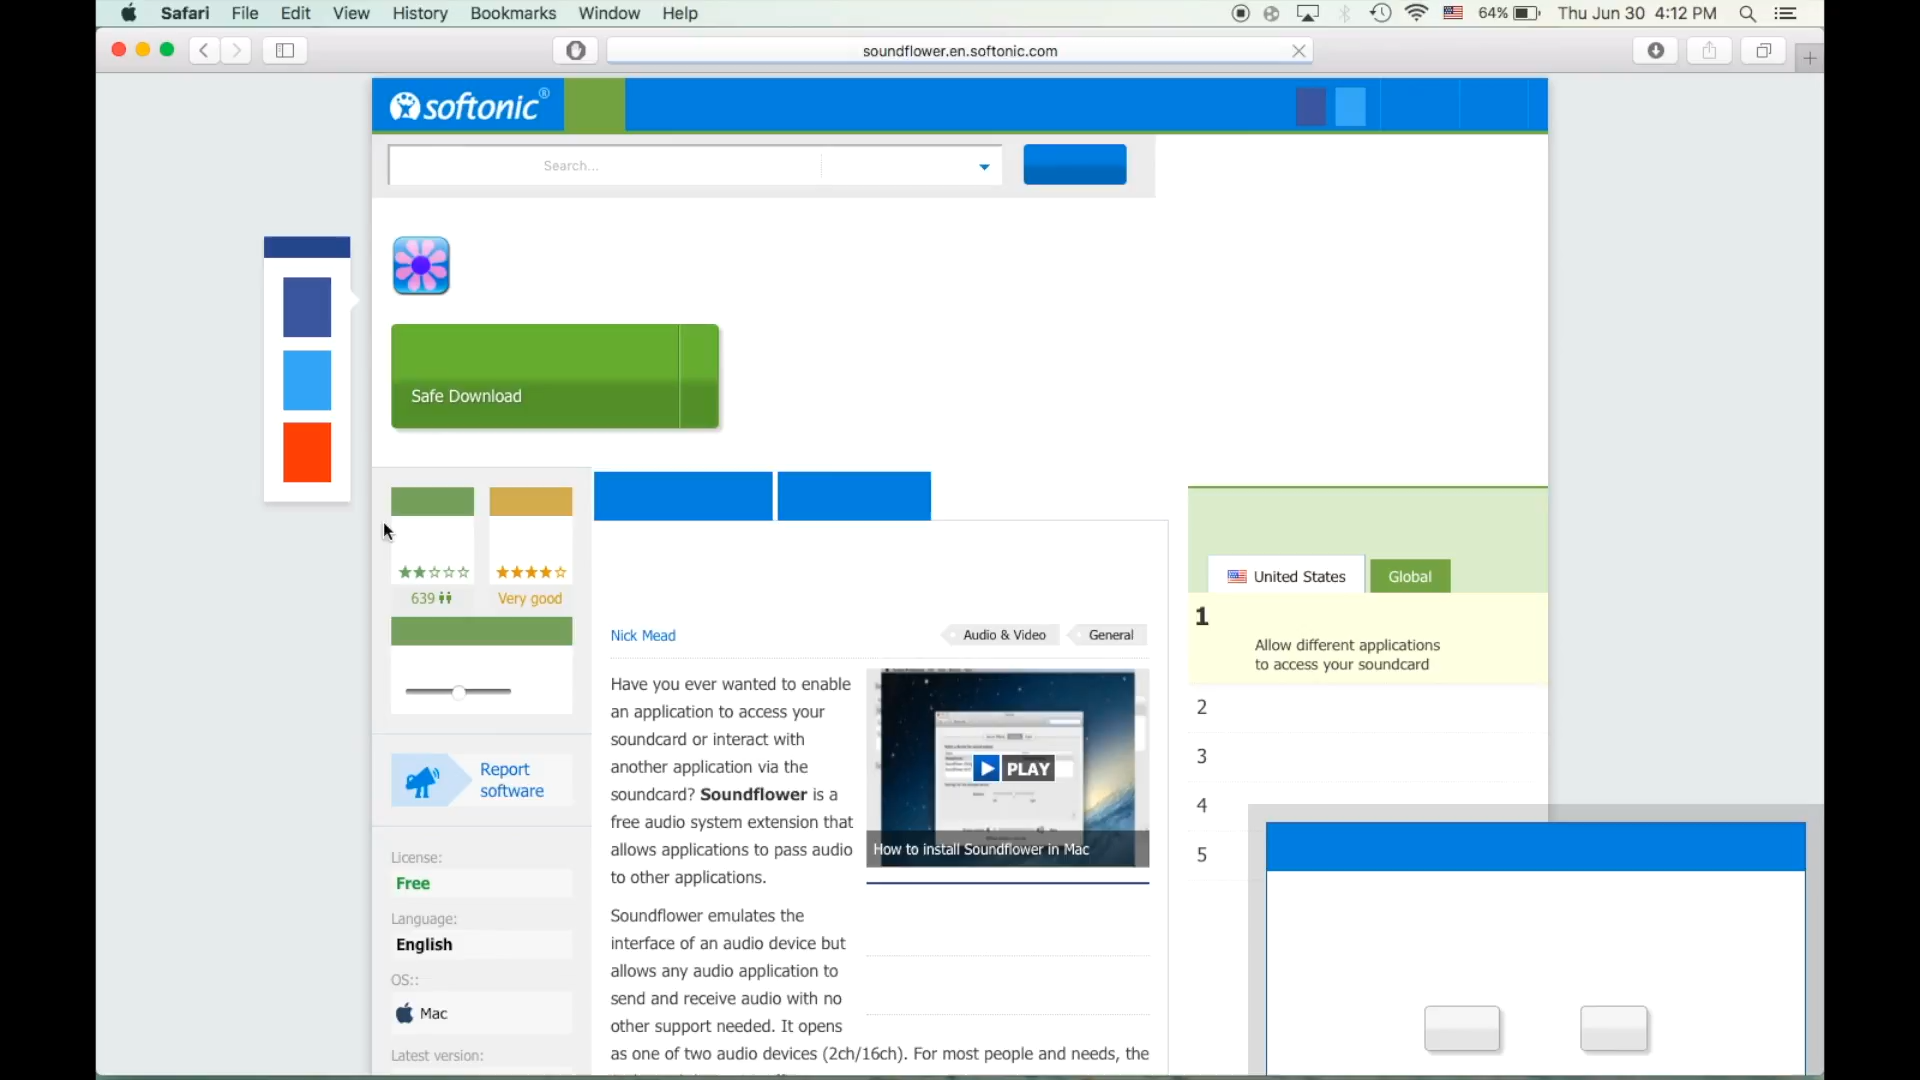 Safari File Edit View History Bookmarks Window Help 64% Thu Jun 30 4:12 PM
soundflower.en.softonic.com
softonic®
Search...
Safe Download
United States Global
639 Very good
1
Allow different applications
to access your soundcard
2
3
4
5
Report
software
License:
Free
Language:
English
OS::
Mac
Latest version:
Nick Mead Audio & Video General
Have you ever wanted to enable
an application to access your
soundcard or interact with
another application via the
soundcard? Soundflower is a
free audio system extension that
allows applications to pass audio
to other applications.
PLAY
How to install Soundflower in Mac
Soundflower emulates the
interface of an audio device but
allows any audio application to
send and receive audio with no
other support needed. It opens
as one of two audio devices (2ch/16ch). For most people and needs, the